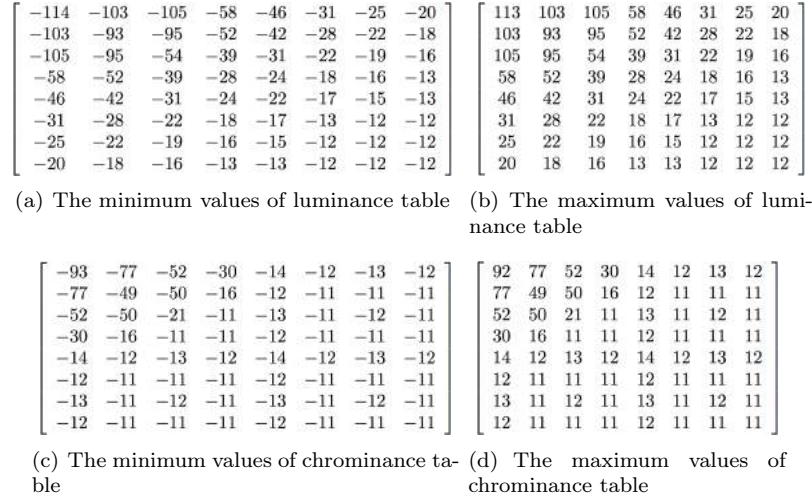 −114 −103 −105 −58 −46 −31 −25 −20
−103 −93 −95 −52 −42 −28 −22 −18
−105 −95 −54 −39 −31 −22 −19 −16
−58 −52 −39 −28 −24 −18 −16 −13
−46 −42 −31 −24 −22 −17 −15 −13
−31 −28 −22 −18 −17 −13 −12 −12
−25 −22 −19 −16 −15 −12 −12 −12
−20 −18 −16 −13 −13 −12 −12 −12
(a) The minimum values of luminance table
113 103 105 58 46 31 25 20
103 93 95 52 42 28 22 18
105 95 54 39 31 22 19 16
58 52 39 28 24 18 16 13
46 42 31 24 22 17 15 13
31 28 22 18 17 13 12 12
25 22 19 16 15 12 12 12
20 18 16 13 13 12 12 12
(b) The maximum values of lumi-
nance table
−93 −77 −52 −30 −14 −12 −13 −12
−77 −49 −50 −16 −12 −11 −11 −11
−52 −50 −21 −11 −13 −11 −12 −11
−30 −16 −11 −11 −12 −11 −11 −11
−14 −12 −13 −12 −14 −12 −13 −12
−12 −11 −11 −11 −12 −11 −11 −11
−13 −11 −12 −11 −13 −11 −12 −11
−12 −11 −11 −11 −12 −11 −11 −11
(c) The minimum values of chrominance ta-
ble
92 77 52 30 14 12 13 12
77 49 50 16 12 11 11 11
52 50 21 11 13 11 12 11
30 16 11 11 12 11 11 11
14 12 13 12 14 12 13 12
12 11 11 11 12 11 11 11
13 11 12 11 13 11 12 11
12 11 11 11 12 11 11 11
(d) The maximum values of
chrominance table